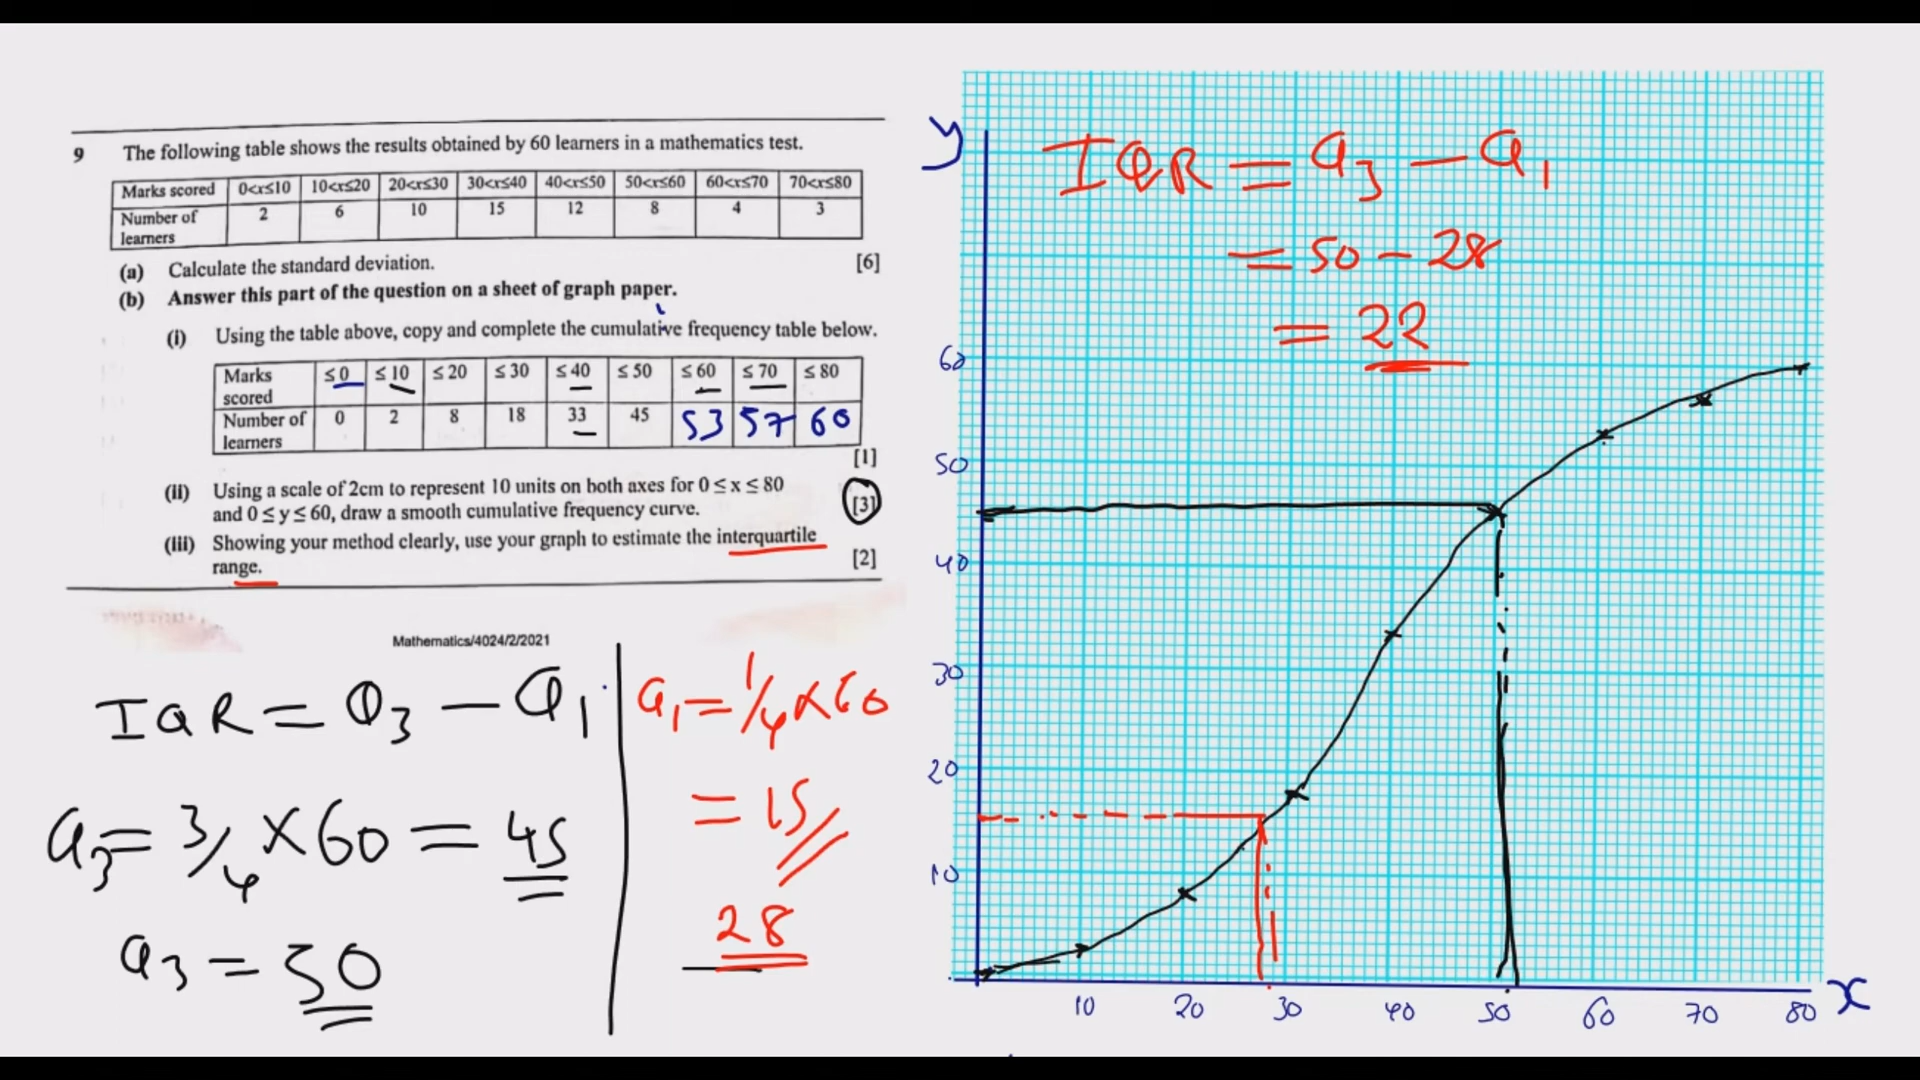 9 The following table shows the results obtained by 60 learners in a mathematics test.
Marks scored 0<x≤10 10<x≤20 20<x≤30 30<x≤40 40<x≤50 50<x≤60 60<x≤70 70<x≤80
Number of learners 2 6 10 15 12 8 4 3
(a) Calculate the standard deviation. [6]
(b) Answer this part of the question on a sheet of graph paper.
(i) Using the table above, copy and complete the cumulative frequency table below.
Marks scored ≤0 ≤10 ≤20 ≤30 ≤40 ≤50 ≤60 ≤70 ≤80
Number of learners 0 2 8 18 33 45 53 57 60
[1]
(ii) Using a scale of 2cm to represent 10 units on both axes for 0 ≤ x ≤ 80
and 0 ≤ y ≤ 60, draw a smooth cumulative frequency curve. [3]
(iii) Showing your method clearly, use your graph to estimate the interquartile
range. [2]
Mathematics/4024/2/2021
IQR = Q3 − Q1
Q3 = 3/4 × 60 = 45
Q3 = 50
Q1 = 1/4 × 60
= 15
28
y
IQR = Q3 − Q1
= 50 − 28
= 22
60
50
40
30
20
10
10 20 30 40 50 60 70 80 x